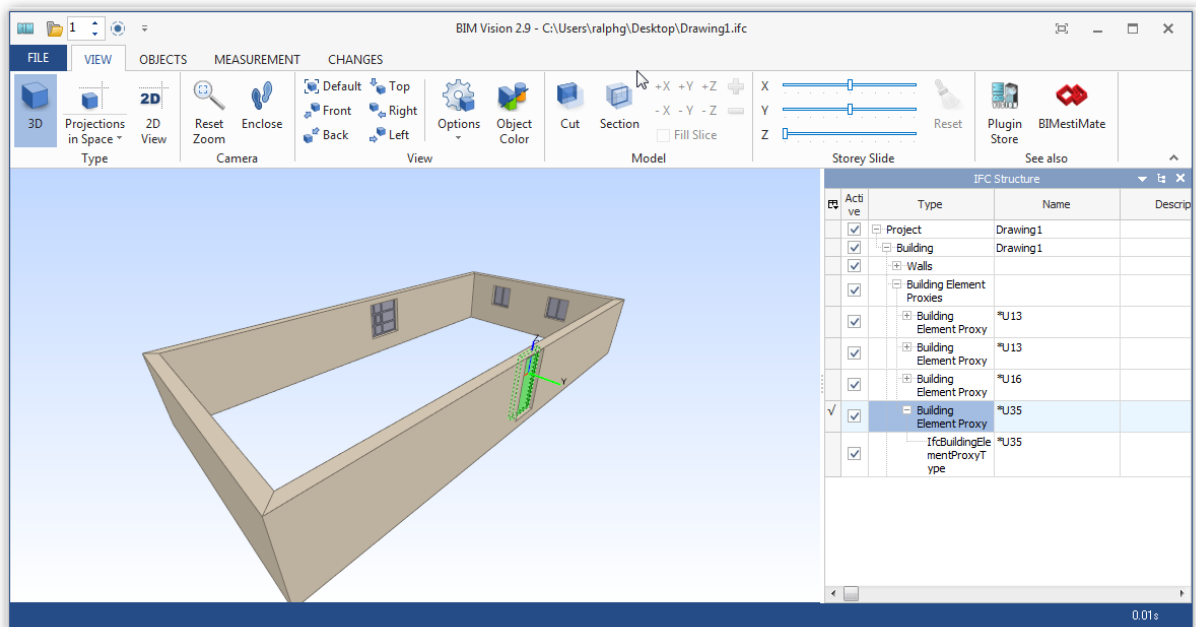 1
BIM Vision 2.9 - C:\Users\ralphg\Desktop\Drawing1.ifc
FILE VIEW OBJECTS MEASUREMENT CHANGES
3D
Projections
in Space
2D
2D
View
Type
Reset
Zoom
Enclose
Camera
Default Top
Front Right
Back Left
Options
Object
Color
View
Cut
Section
+X +Y +Z
-X -Y -Z
Fill Slice
Model
X
Y
Z
Reset
Storey Slide
Plugin
Store
BIMestiMate
See also
IFC Structure
Acti
ve
Type Name Descrip
Project Drawing1
Building Drawing1
Walls
Building Element
Proxies
Building *U13
Element Proxy
Building *U13
Element Proxy
Building *U16
Element Proxy
Building *U35
Element Proxy
IfcBuildingEle *U35
mentProxyT
ype
Y
0.01s